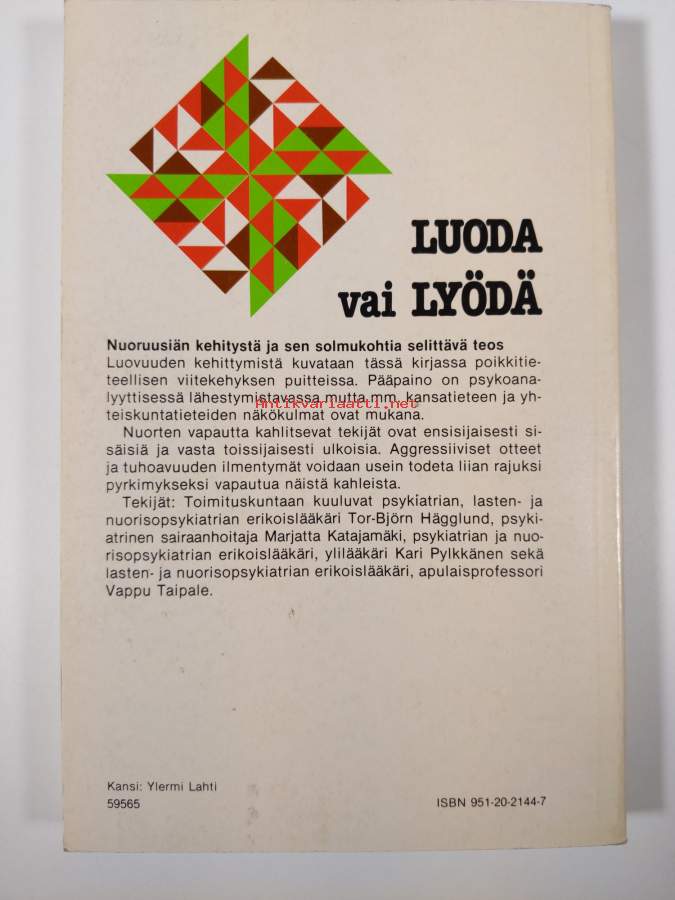 LUODA
vai LYÖDÄ
Nuoruusiän kehitystä ja sen solmukohtia selittävä teos
Luovuuden kehittymistä kuvataan tässä kirjassa poikkitie-
teellisen viitekehyksen puitteissa. Pääpaino on psykoana-
lyyttisessä lähestymistavassa mutta mm. kansatieteen ja yh-
Antikvariaatti.net
teiskuntatieteiden näkökulmat ovat mukana.
Nuorten vapautta kahlitsevat tekijät ovat ensisijaisesti si-
säisiä ja vasta toissijaisesti ulkoisia. Aggressiiviset otteet
ja tuhoavuuden ilmentymät voidaan usein todeta liian rajuksi
pyrkimykseksi vapautua näistä kahleista.
Tekijät: Toimituskuntaan kuuluvat psykiatrian, lasten- ja
nuorisopsykiatrian erikoislääkäri Tor-Björn Hägglund, psyki-
atrinen sairaanhoitaja Marjatta Katajamäki, psykiatrian ja nuo-
risopsykiatrian erikoislääkäri, ylilääkäri Kari Pylkkänen sekä
lasten- ja nuorisopsykiatrian erikoislääkäri, apulaisprofessori
Vappu Taipale.
Kansi: Ylermi Lahti
59565
ISBN 951-20-2144-7